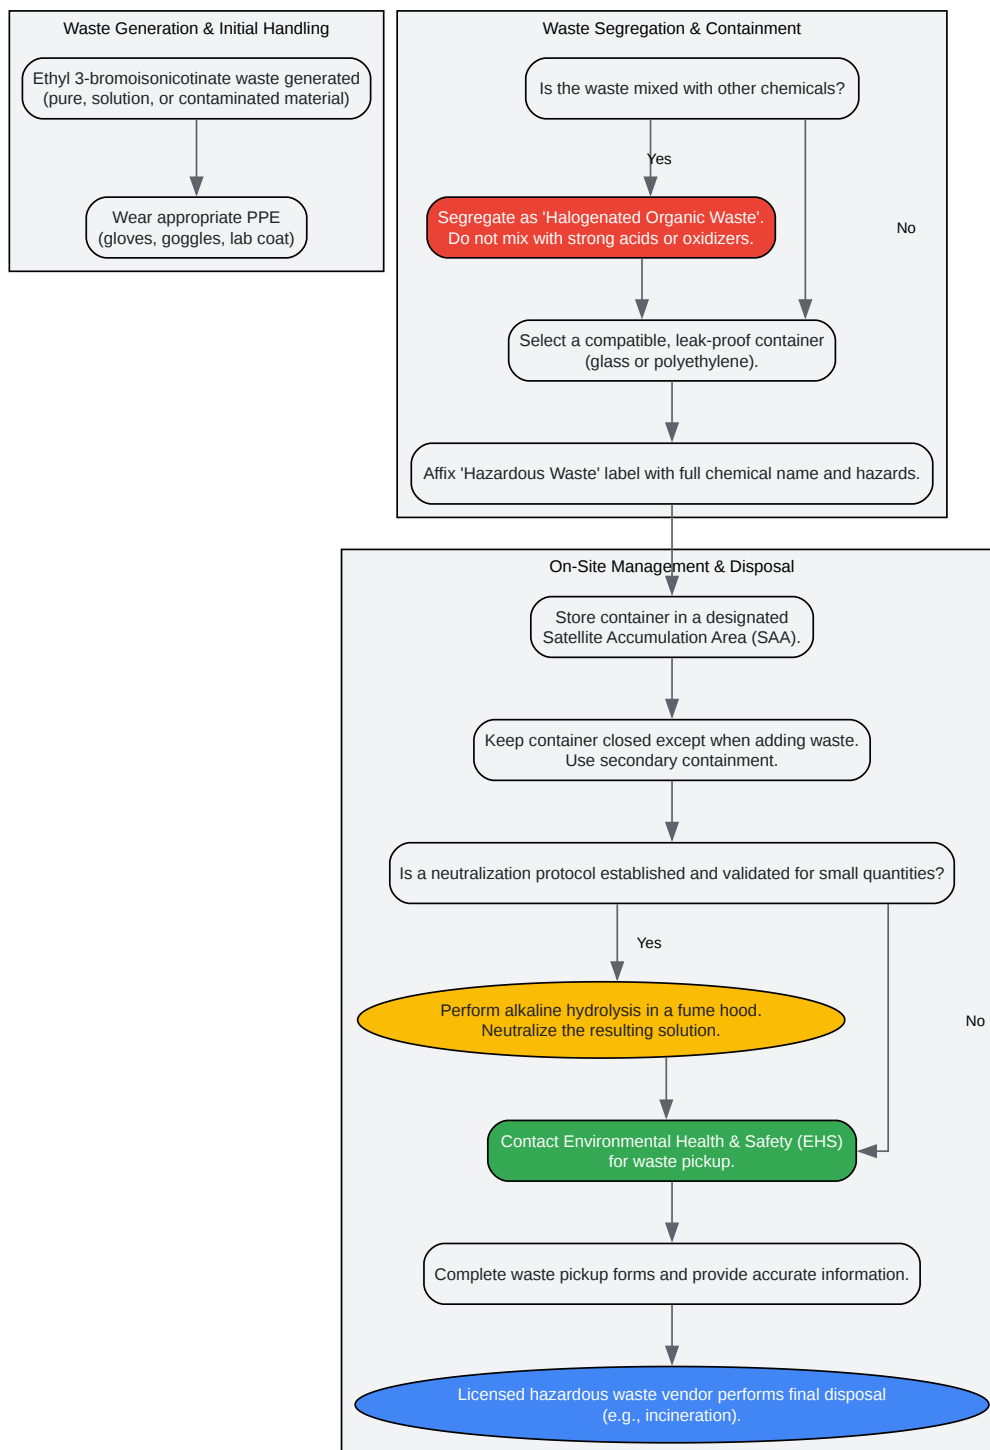 Waste Generation & Initial Handling
Ethyl 3-bromoisonicotinate waste generated
(pure, solution, or contaminated material)
Wear appropriate PPE
(gloves, goggles, lab coat)
Waste Segregation & Containment
Is the waste mixed with other chemicals?
Yes
Segregate as 'Halogenated Organic Waste'.
Do not mix with strong acids or oxidizers.
No
Select a compatible, leak-proof container
(glass or polyethylene).
Affix 'Hazardous Waste' label with full chemical name and hazards.
On-Site Management & Disposal
Store container in a designated
Satellite Accumulation Area (SAA).
Keep container closed except when adding waste.
Use secondary containment.
Is a neutralization protocol established and validated for small quantities?
Yes
Perform alkaline hydrolysis in a fume hood.
Neutralize the resulting solution.
No
Contact Environmental Health & Safety (EHS)
for waste pickup.
Complete waste pickup forms and provide accurate information.
Licensed hazardous waste vendor performs final disposal
(e.g., incineration).